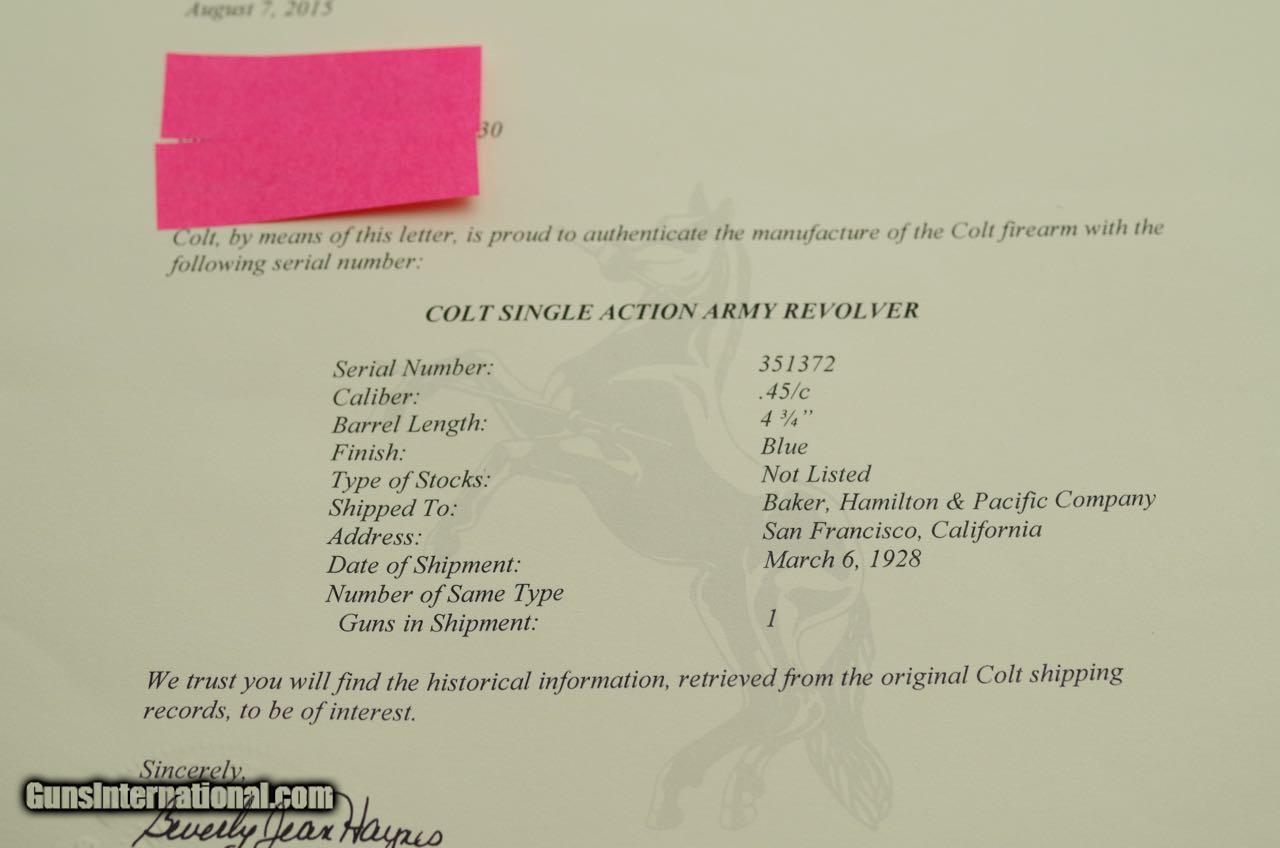 August 7, 2015
30
Colt, by means of this letter, is proud to authenticate the manufacture of the Colt firearm with the
following serial number:
COLT SINGLE ACTION ARMY REVOLVER
Serial Number: 351372
Caliber: .45/c
Barrel Length: 4 ¾”
Finish: Blue
Type of Stocks: Not Listed
Shipped To: Baker, Hamilton & Pacific Company
Address: San Francisco, California
Date of Shipment: March 6, 1928
Number of Same Type
Guns in Shipment: 1
We trust you will find the historical information, retrieved from the original Colt shipping
records, to be of interest.
Sincerely,
GunsInternational.com
Beverly Jean Haynes